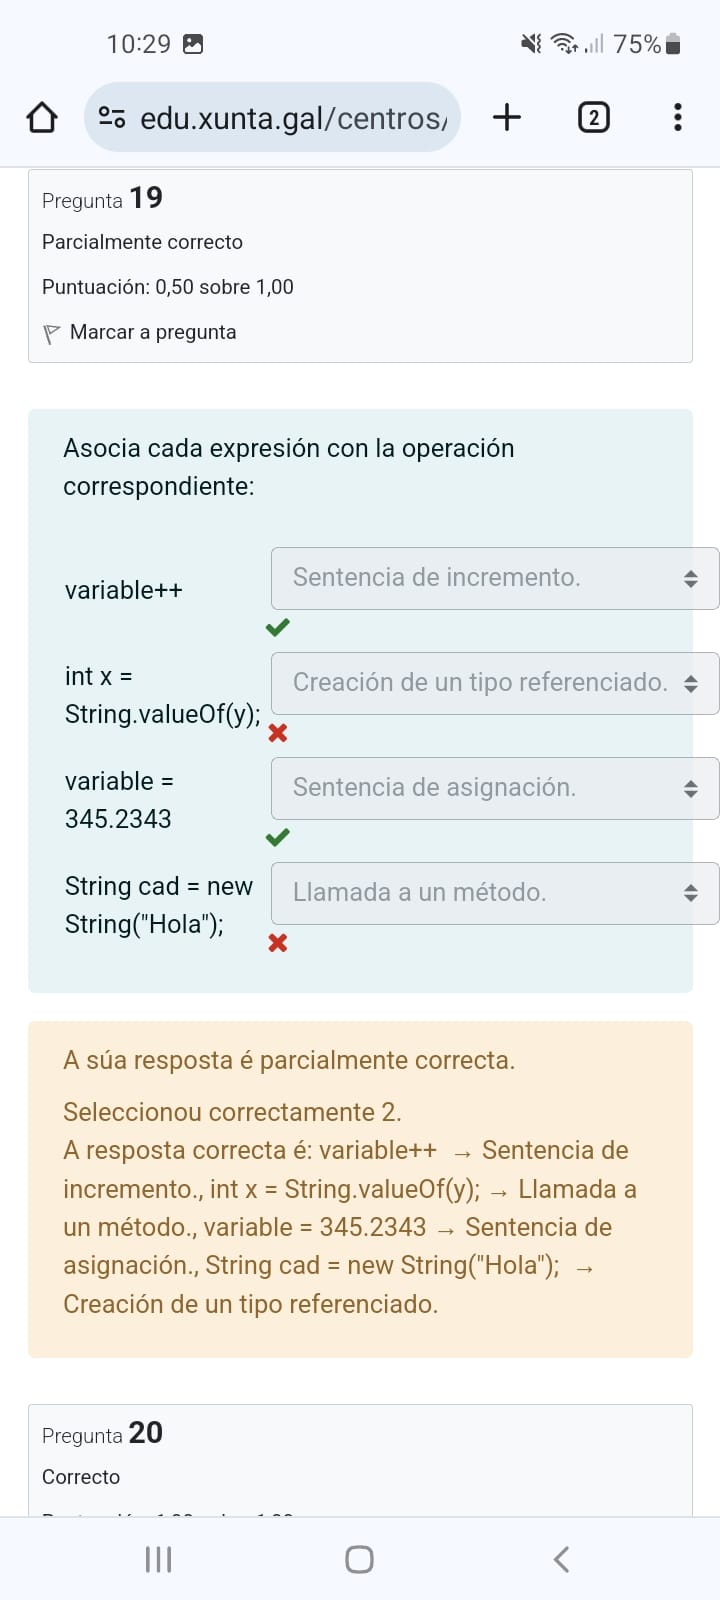 10:29
75%
edu.xunta.gal/centros/
2
Pregunta 19
Parcialmente correcto
Puntuación: 0,50 sobre 1,00
Marcar a pregunta
Asocia cada expresión con la operación
correspondiente:
variable++
Sentencia de incremento.
int x =
String.valueOf(y);
Creación de un tipo referenciado.
variable =
345.2343
Sentencia de asignación.
String cad = new
String("Hola");
Llamada a un método.
A súa resposta é parcialmente correcta.
Seleccionou correctamente 2.
A resposta correcta é: variable++ → Sentencia de
incremento., int x = String.valueOf(y); → Llamada a
un método., variable = 345.2343 → Sentencia de
asignación., String cad = new String("Hola"); →
Creación de un tipo referenciado.
Pregunta 20
Correcto